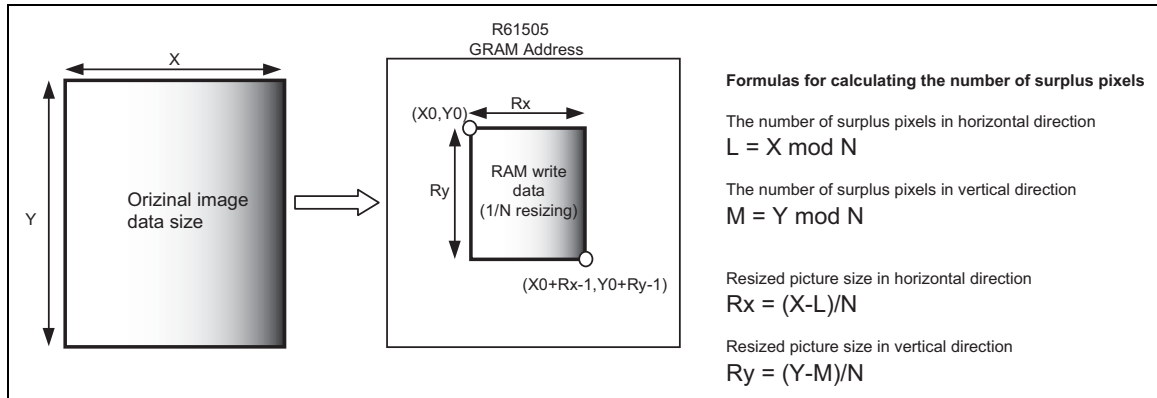 X
Y
Orizinal image
data size
R61505
GRAM Address
(X0,Y0)
Rx
Ry
RAM write
data
(1/N resizing)
(X0+Rx-1,Y0+Ry-1)
Formulas for calculating the number of surplus pixels
The number of surplus pixels in horizontal direction
L = X mod N
The number of surplus pixels in vertical direction
M = Y mod N
Resized picture size in horizontal direction
Rx = (X-L)/N
Resized picture size in vertical direction
Ry = (Y-M)/N